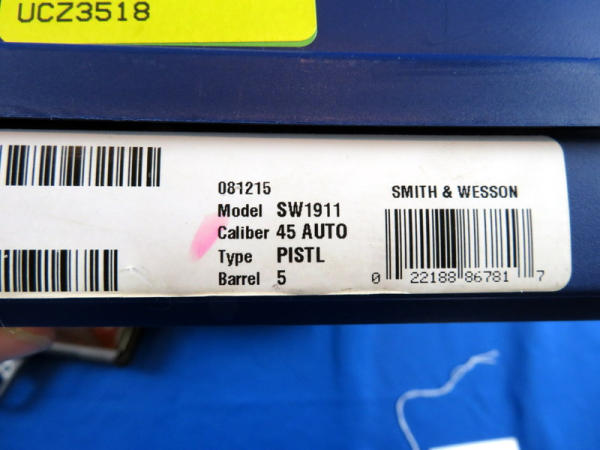 UCZ3518
081215
Model SW1911
Caliber 45 AUTO
Type PISTL
Barrel 5
SMITH & WESSON
0 22188 86781 7